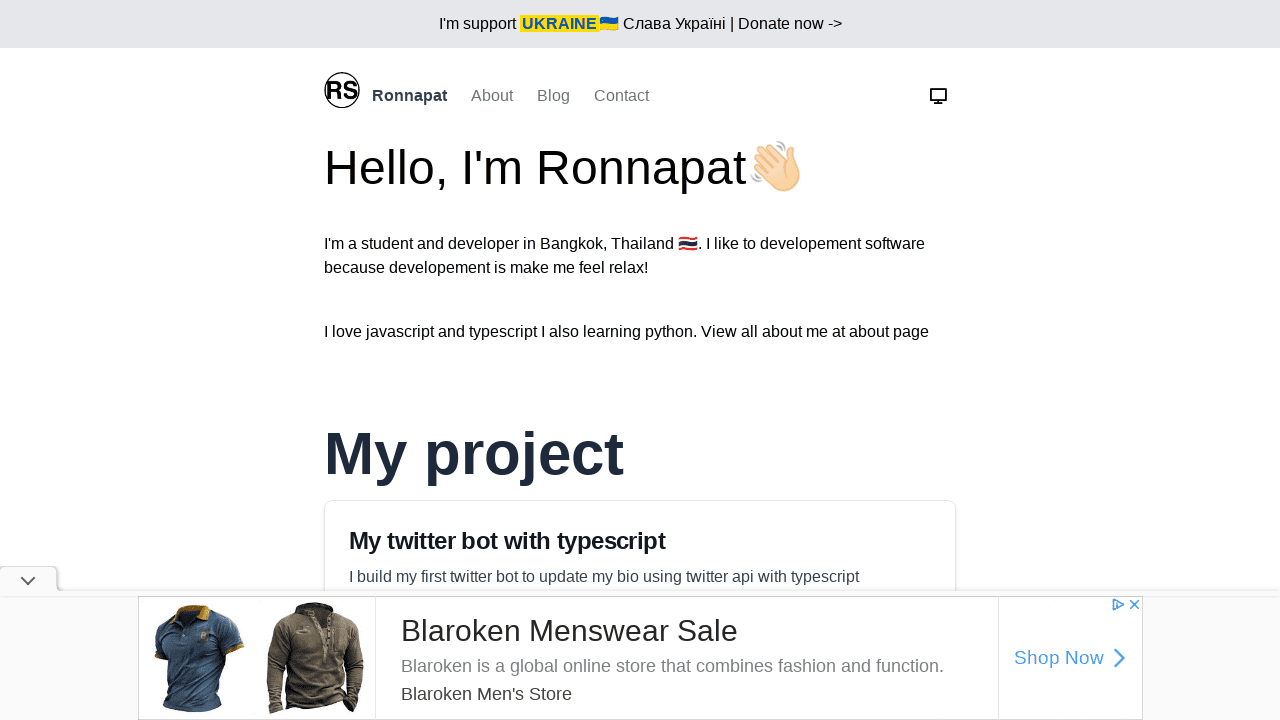 I'm support UKRAINE🇺🇦 Слава Україні | Donate now ->
RS Ronnapat About Blog Contact
Hello, I'm Ronnapat👋🏻
I'm a student and developer in Bangkok, Thailand 🇹🇭. I like to developement software
because developement is make me feel relax!
I love javascript and typescript I also learning python. View all about me at about page
My project
My twitter bot with typescript
I build my first twitter bot to update my bio using twitter api with typescript
Blaroken Menswear Sale
Blaroken is a global online store that combines fashion and function.
Blaroken Men's Store
Shop Now